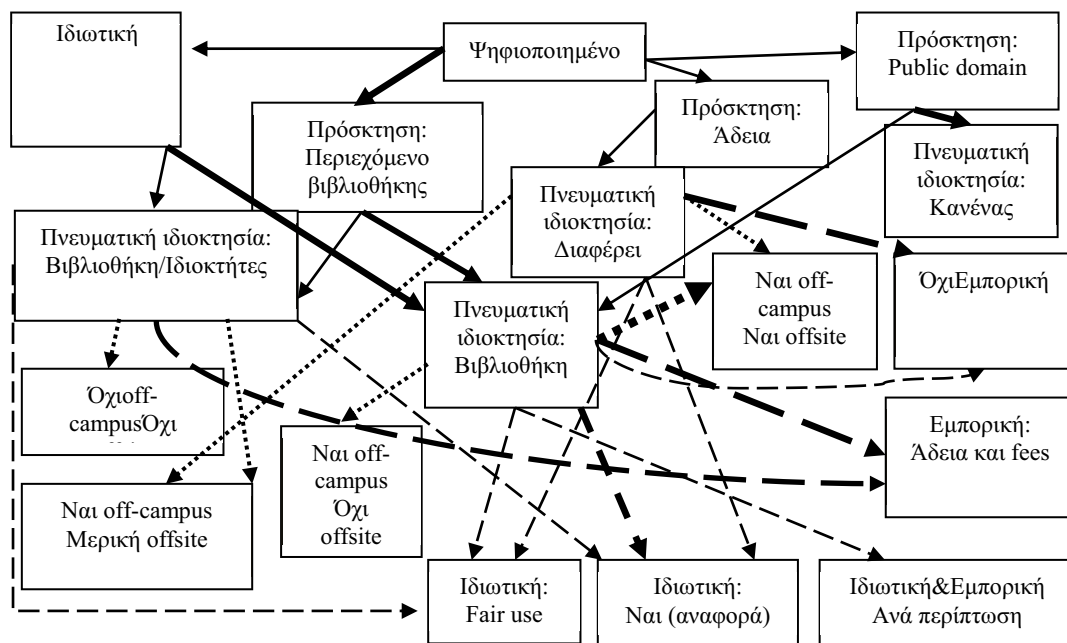 Ιδιωτική
Ψηφιοποιημένο
Πρόσκτηση:
Public domain
Πρόσκτηση:
Περιεχόμενο
βιβλιοθήκης
Πρόσκτηση:
Άδεια
Πνευματική
ιδιοκτησία:
Κανένας
Πνευματική ιδιοκτησία:
Βιβλιοθήκη/Ιδιοκτήτες
Πνευματική
ιδιοκτησία:
Διαφέρει
Πνευματική
ιδιοκτησία:
Βιβλιοθήκη
Ναι off-
campus
Ναι offsite
ΌχιΕμπορική
Όχιoff-
campusΌχι
Ναι off-campus
Μερική offsite
Ναι off-
campus
Όχι
offsite
Εμπορική:
Άδεια και fees
Ιδιωτική:
Fair use
Ιδιωτική:
Ναι (αναφορά)
Ιδιωτική&Εμπορική
Ανά περίπτωση